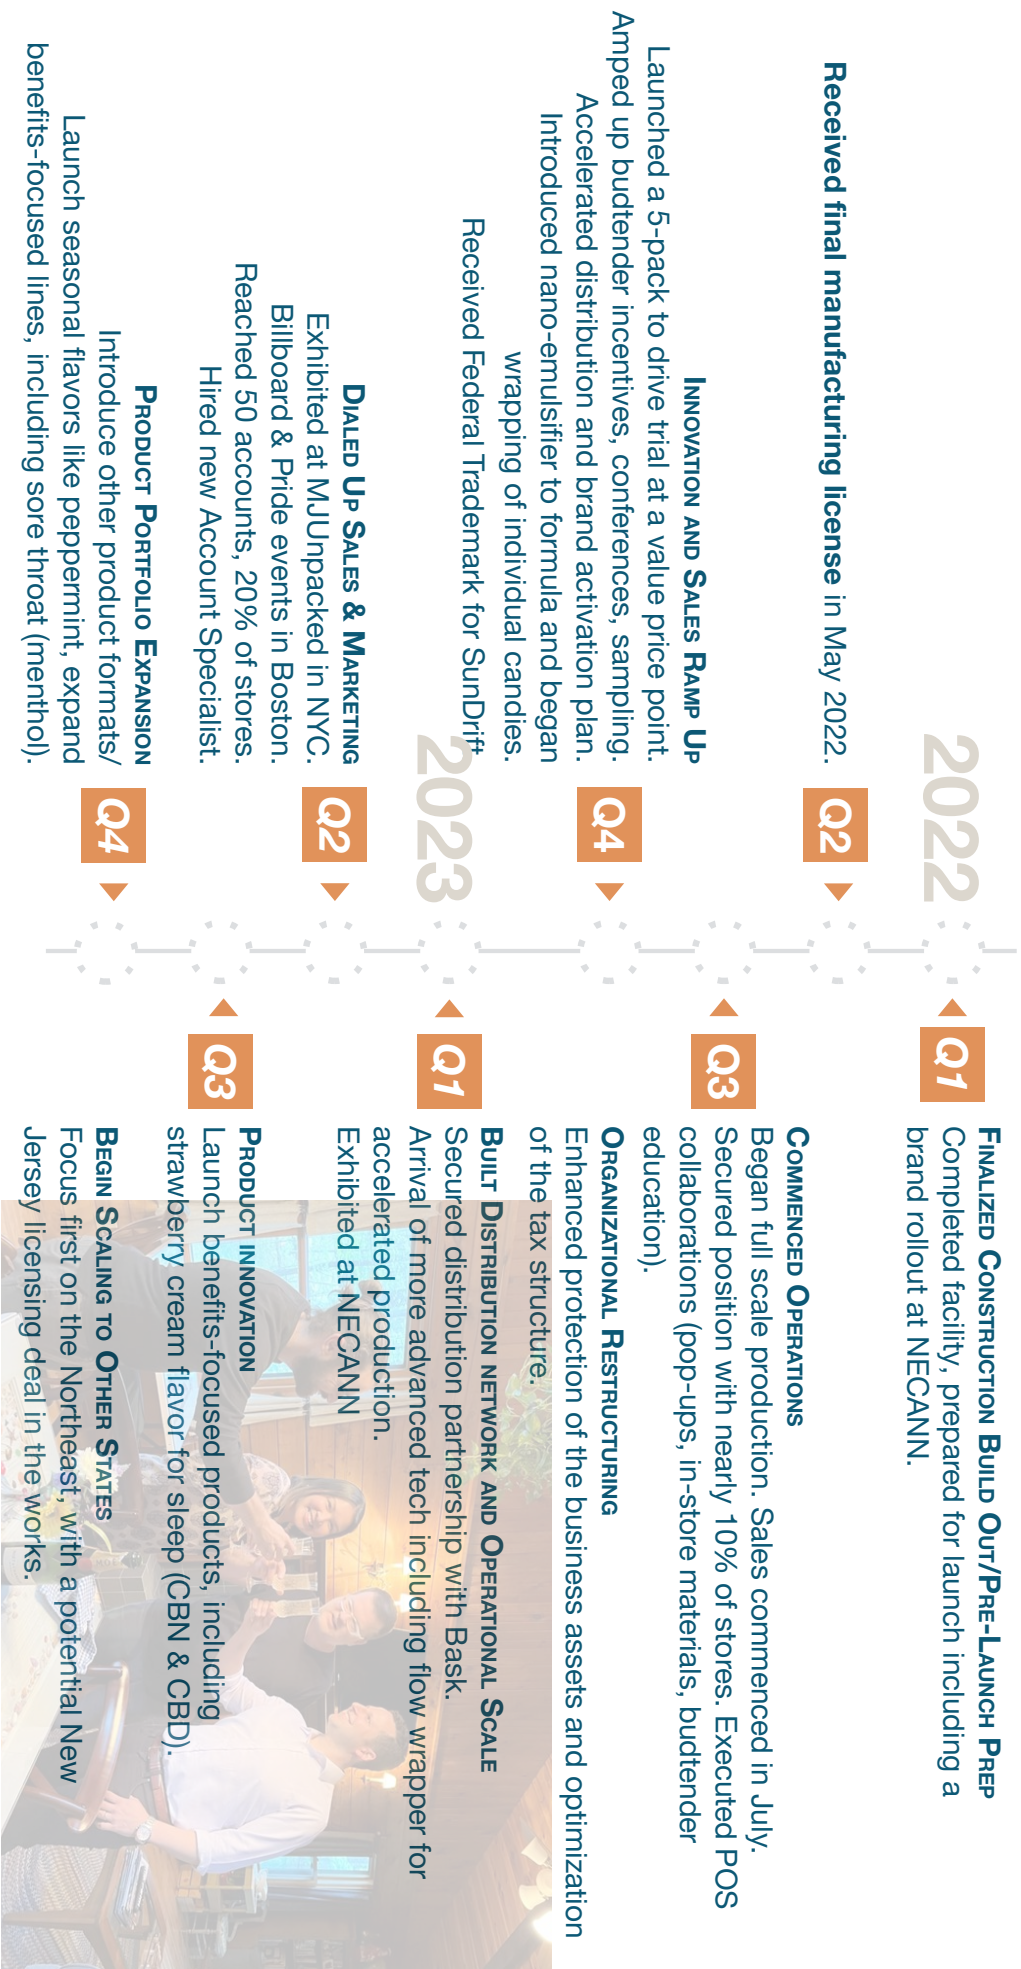 2022
Q1
FINALIZED CONSTRUCTION BUILD OUT/PRE-LAUNCH PREP
Completed facility, prepared for launch including a
brand rollout at NECANN.
Q2
Received final manufacturing license in May 2022.
Q3
COMMENCED OPERATIONS
Began full scale production. Sales commenced in July.
Secured position with nearly 10% of stores. Executed POS
collaborations (pop-ups, in-store materials, budtender
education).
ORGANIZATIONAL RESTRUCTURING
Enhanced protection of the business assets and optimization
of the tax structure.
Q4
INNOVATION AND SALES RAMP UP
Launched a 5-pack to drive trial at a value price point.
Amped up budtender incentives, conferences, sampling.
Accelerated distribution and brand activation plan.
Introduced nano-emulsifier to formula and began
wrapping of individual candies.
Received Federal Trademark for SunDrift
2023
Q1
BUILT DISTRIBUTION NETWORK AND OPERATIONAL SCALE
Secured distribution partnership with Bask.
Arrival of more advanced tech including flow wrapper for
accelerated production.
Exhibited at NECANN
Q2
DIALED UP SALES & MARKETING
Exhibited at MJUnpacked in NYC.
Billboard & Pride events in Boston.
Reached 50 accounts, 20% of stores.
Hired new Account Specialist.
Q3
PRODUCT INNOVATION
Launch benefits-focused products, including
strawberry cream flavor for sleep (CBN & CBD).
Q4
PRODUCT PORTFOLIO EXPANSION
Introduce other product formats/
Launch seasonal flavors like peppermint, expand
benefits-focused lines, including sore throat (menthol).
BEGIN SCALING TO OTHER STATES
Focus first on the Northeast, with a potential New
Jersey licensing deal in the works.